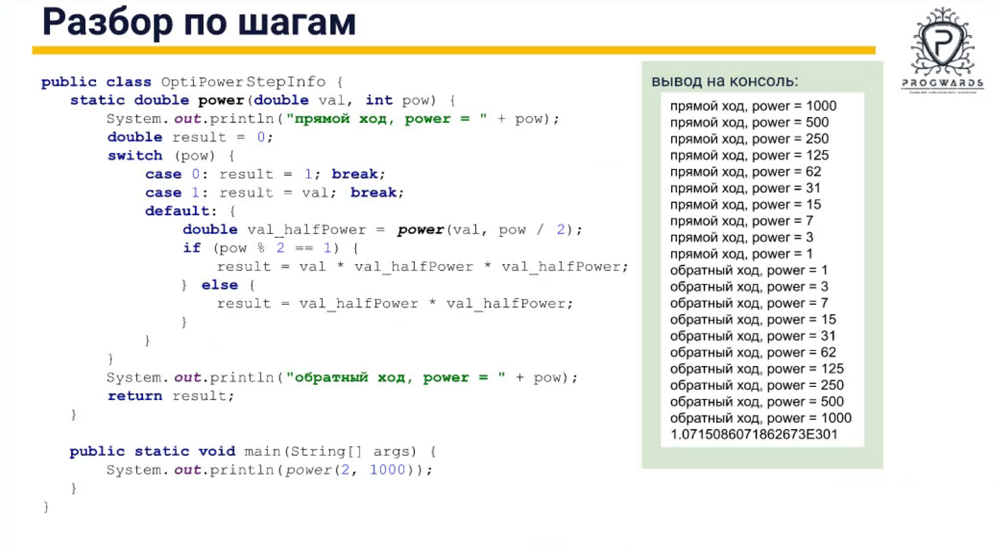 Разбор по шагам
PROGWARDS
public class OptiPowerStepInfo {
static double power(double val, int pow) {
System.out.println("прямой ход, power = " + pow);
double result = 0;
switch (pow) {
case 0: result = 1; break;
case 1: result = val; break;
default: {
double val_halfPower = power(val, pow / 2);
if (pow % 2 == 1) {
result = val * val_halfPower * val_halfPower;
} else {
result = val_halfPower * val_halfPower;
}
}
}
System.out.println("обратный ход, power = " + pow);
return result;
}
public static void main(String[] args) {
System.out.println(power(2, 1000));
}
}
вывод на консоль:
прямой ход, power = 1000
прямой ход, power = 500
прямой ход, power = 250
прямой ход, power = 125
прямой ход, power = 62
прямой ход, power = 31
прямой ход, power = 15
прямой ход, power = 7
прямой ход, power = 3
прямой ход, power = 1
обратный ход, power = 1
обратный ход, power = 3
обратный ход, power = 7
обратный ход, power = 15
обратный ход, power = 31
обратный ход, power = 62
обратный ход, power = 125
обратный ход, power = 250
обратный ход, power = 500
обратный ход, power = 1000
1.0715086071862673E301